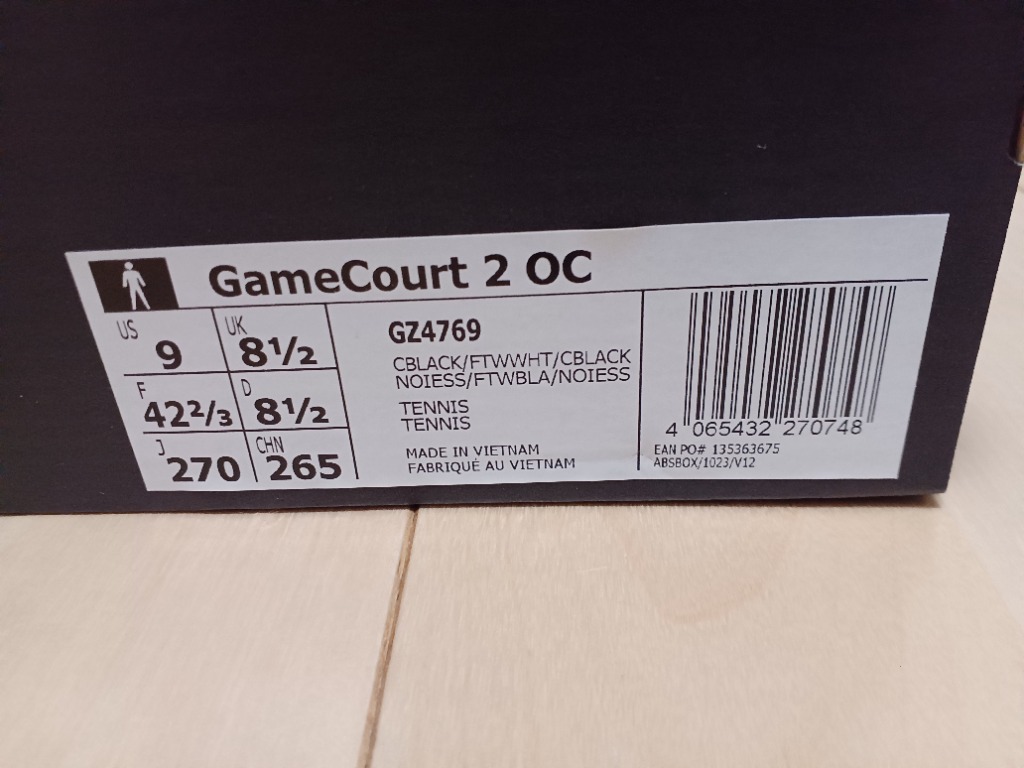 GameCourt 2 OC
US 9
UK 8½
F 42⅔
D 8½
J 270
CHN 265
GZ4769
CBLACK/FTWWHT/CBLACK
NOIESS/FTWBLA/NOIESS
TENNIS
TENNIS
MADE IN VIETNAM
FABRIQUÉ AU VIETNAM
4 065432 270748
EAN PO# 135363675
ABSBOX/1023/V12